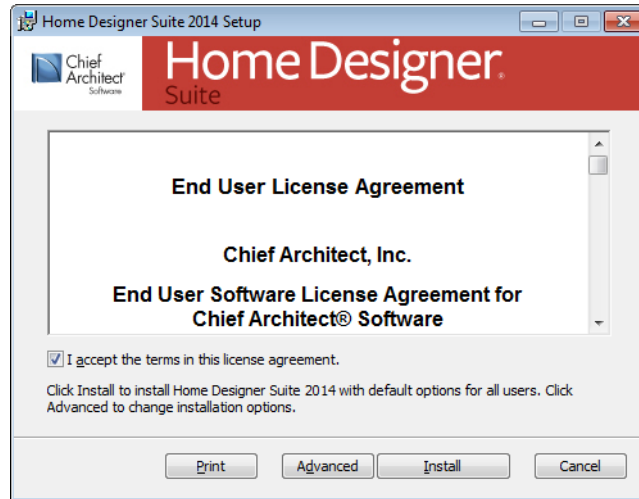 Home Designer Suite 2014 Setup
Chief
Architect®
Software
Home Designer®
Suite
End User License Agreement
Chief Architect, Inc.
End User Software License Agreement for
Chief Architect® Software
I accept the terms in this license agreement.
Click Install to install Home Designer Suite 2014 with default options for all users. Click
Advanced to change installation options.
Print
Advanced
Install
Cancel